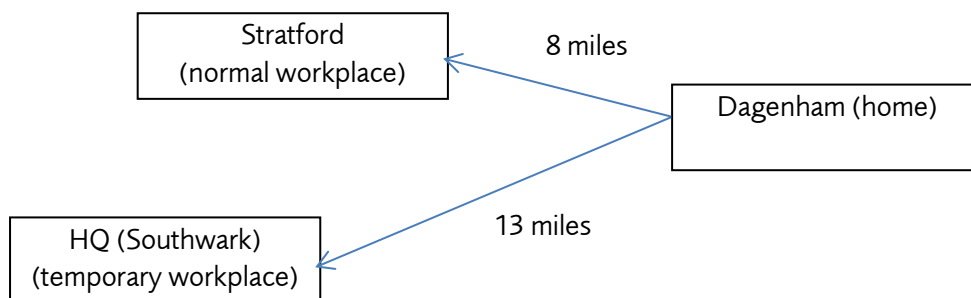 Stratford
(normal workplace)
8 miles
Dagenham (home)
13 miles
HQ (Southwark)
(temporary workplace)